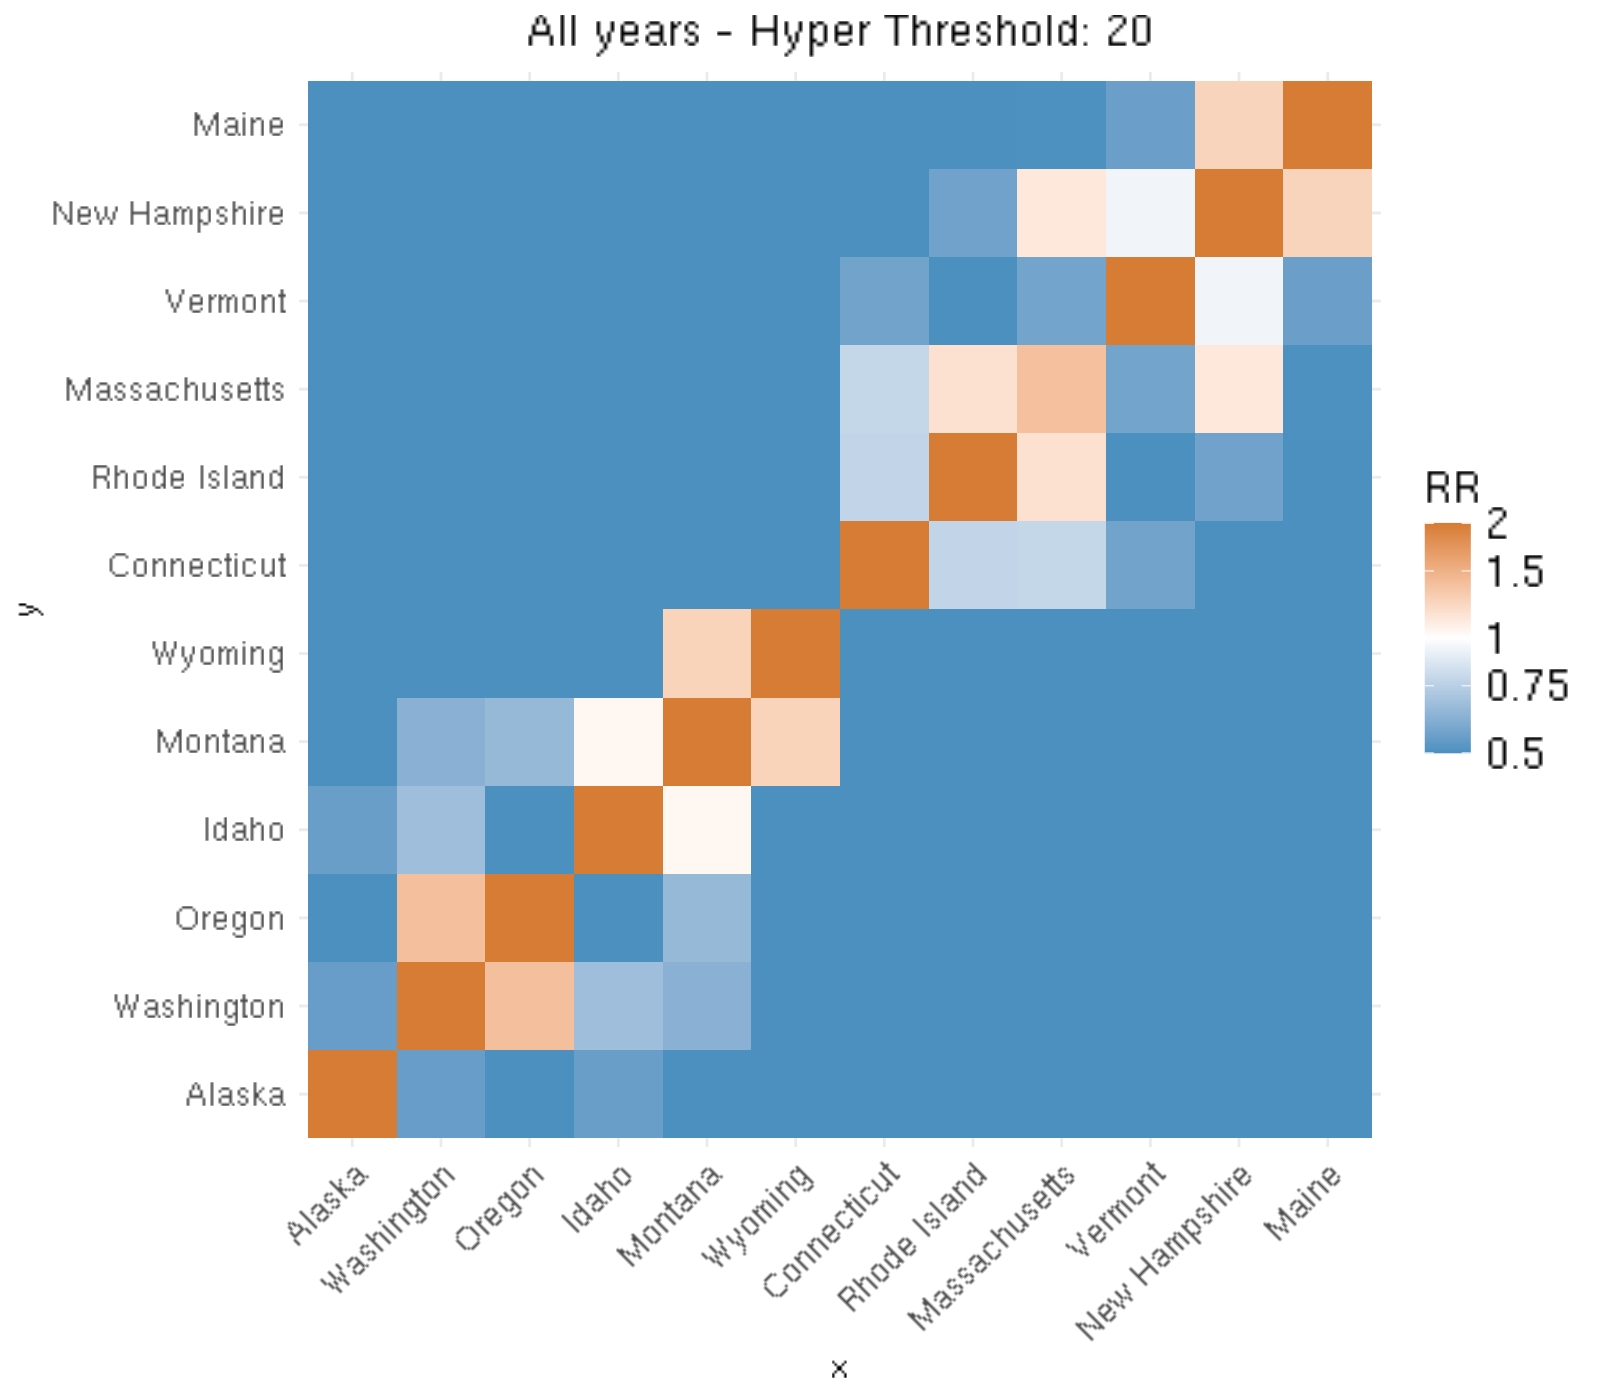 All years - Hyper Threshold: 20
Maine
New Hampshire
Vermont
Massachusetts
Rhode Island
Connecticut
Wyoming
Montana
Idaho
Oregon
Washington
Alaska
y
RR
2
1.5
1
0.75
0.5
Alaska
Washington
Oregon
Idaho
Montana
Wyoming
Connecticut
Rhode Island
Massachusetts
Vermont
New Hampshire
Maine
x